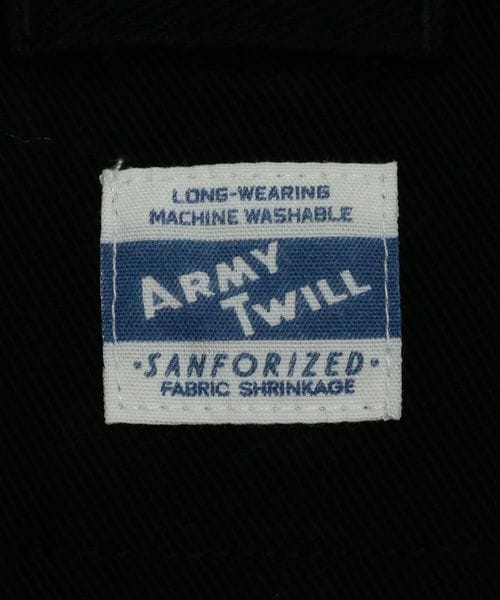 LONG-WEARING
MACHINE WASHABLE
ARMY
TWILL
·SANFORIZED·
FABRIC SHRINKAGE